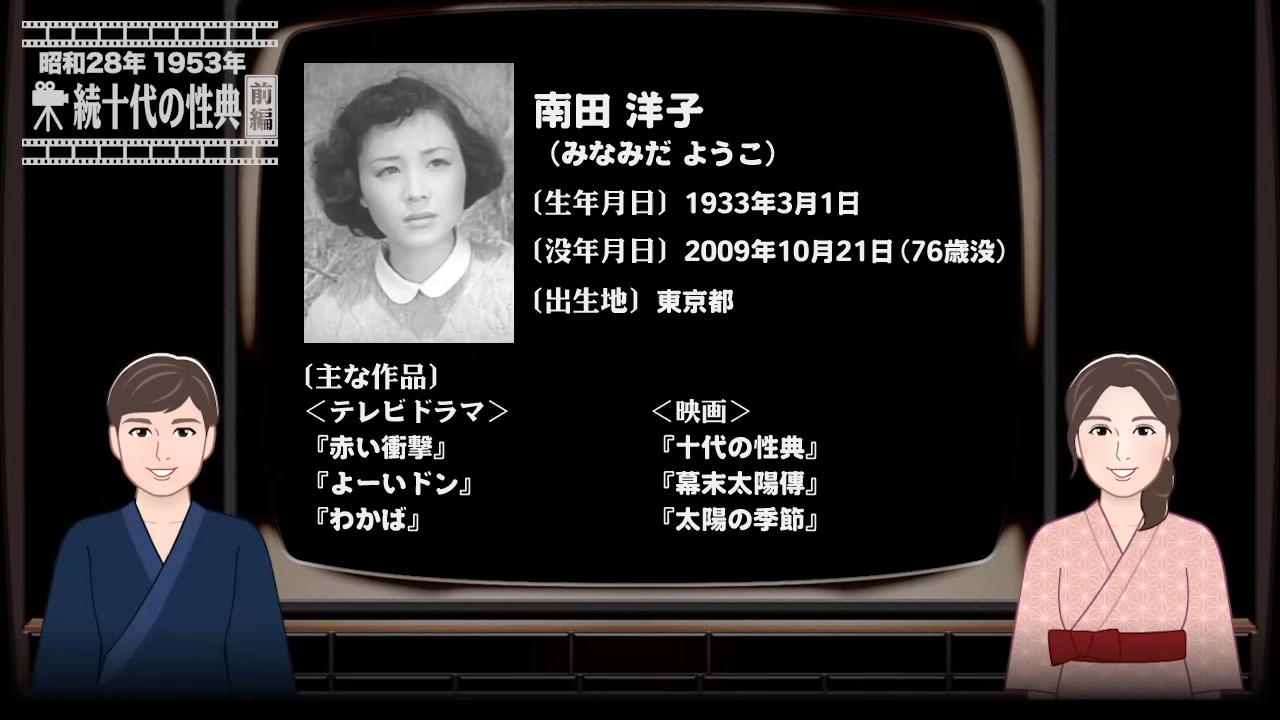 昭和28年 1953年
続十代の性典 前編
南田 洋子
（みなみだ ようこ）
〔生年月日〕 1933年3月1日
〔没年月日〕 2009年10月21日（76歳没）
〔出生地〕 東京都
〔主な作品〕
＜テレビドラマ＞
『赤い衝撃』
『よーいドン』
『わかば』
＜映画＞
『十代の性典』
『幕末太陽傳』
『太陽の季節』